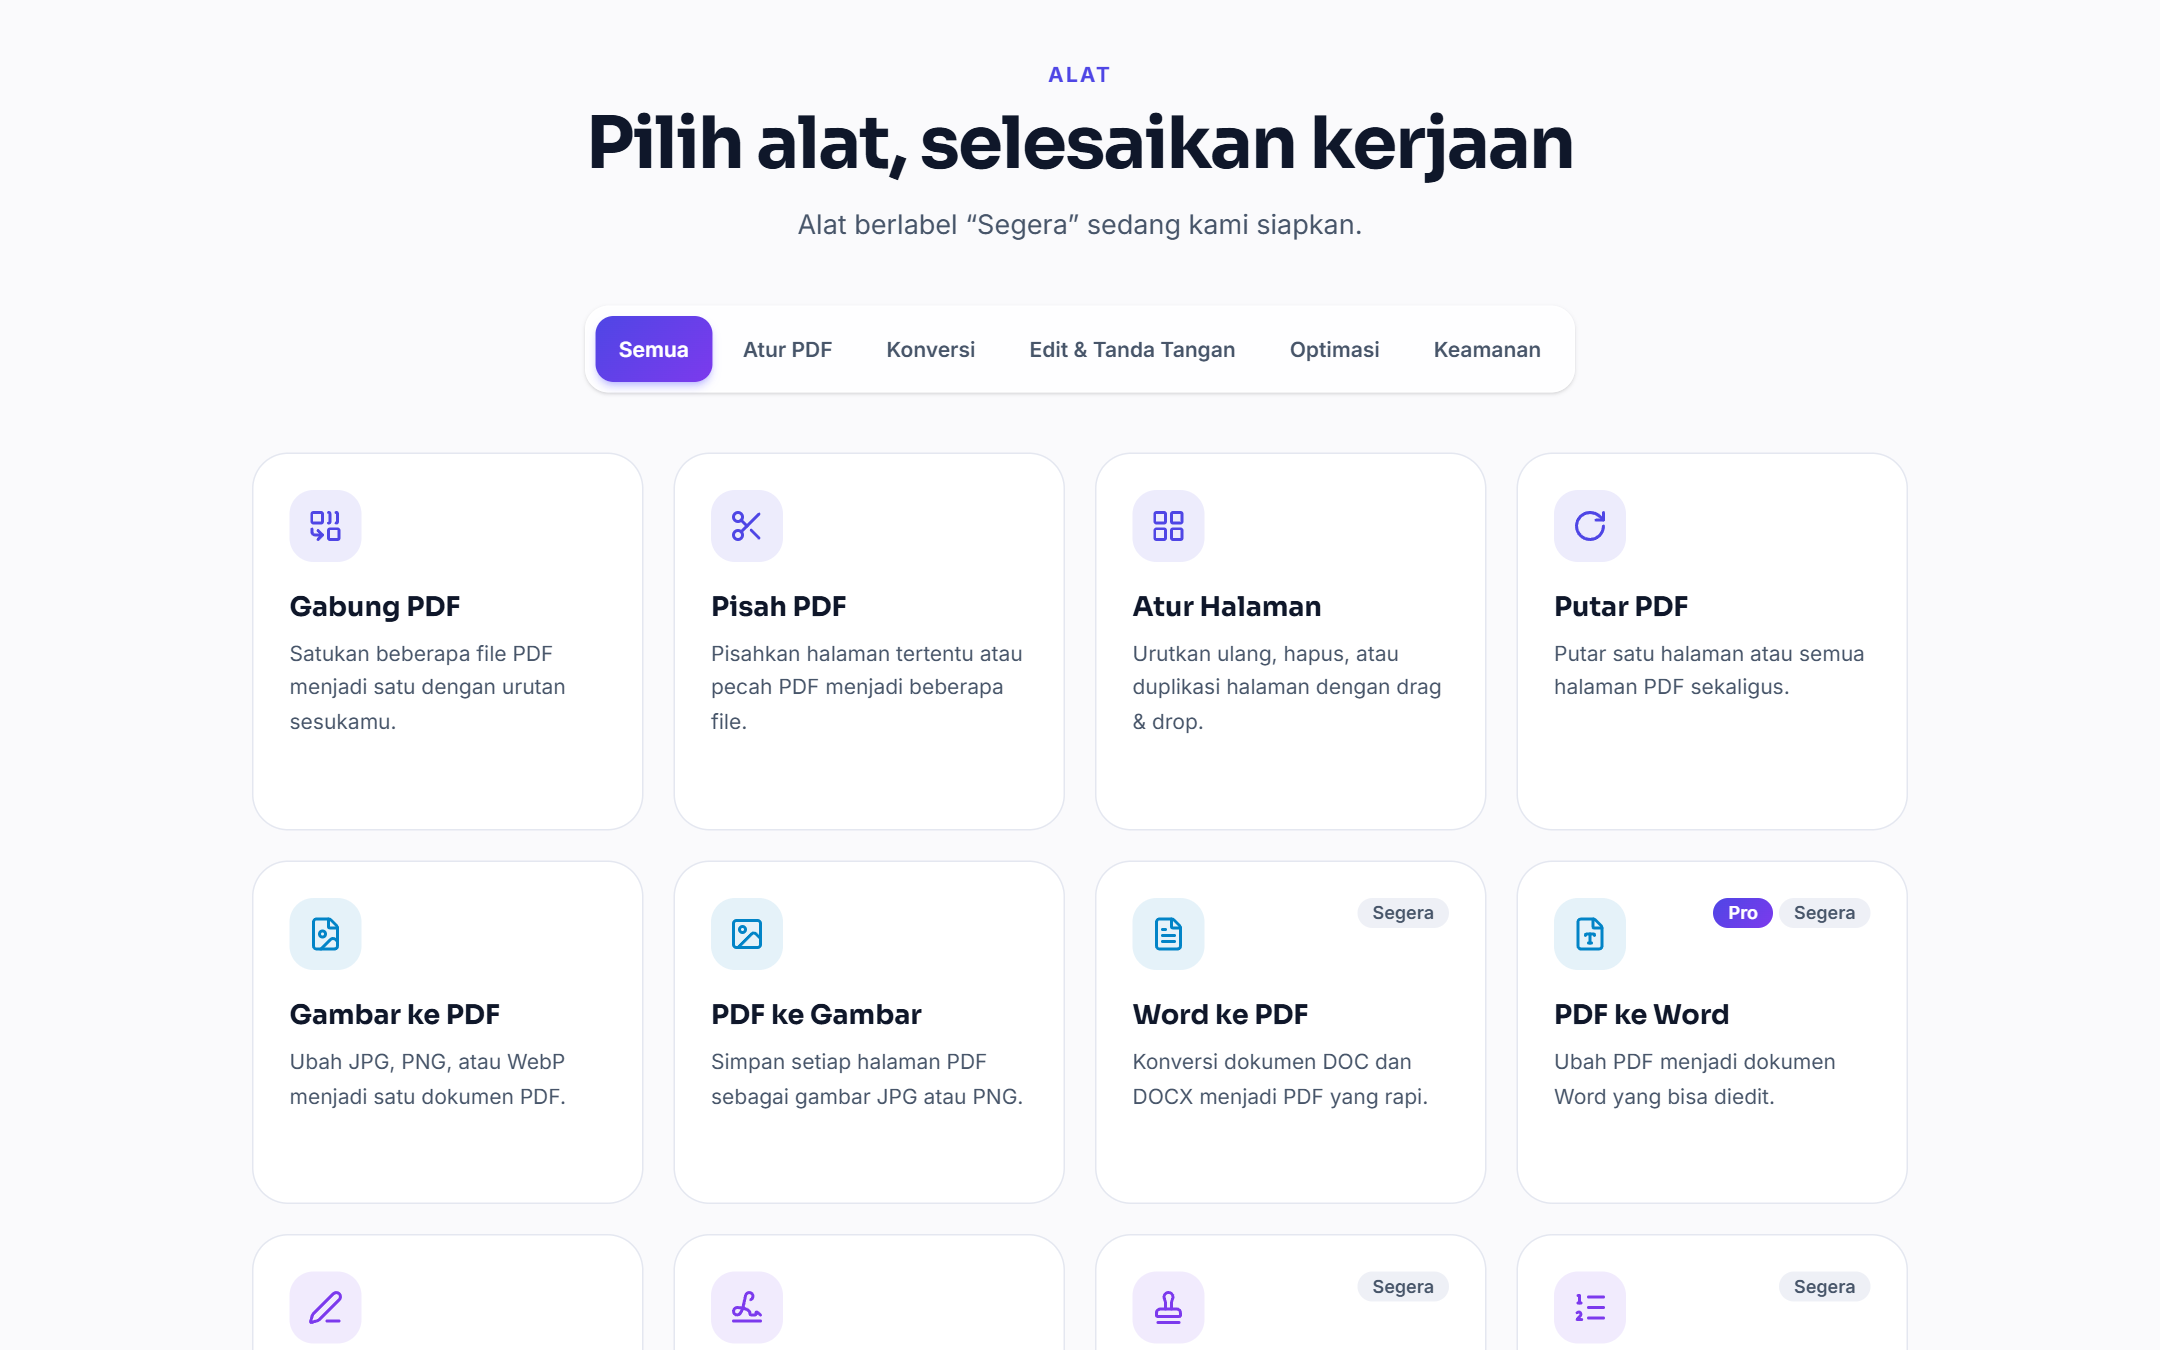 ALAT
Pilih alat, selesaikan kerjaan
Alat berlabel “Segera” sedang kami siapkan.
Semua
Atur PDF
Konversi
Edit & Tanda Tangan
Optimasi
Keamanan
Gabung PDF
Satukan beberapa file PDF
menjadi satu dengan urutan
sesukamu.
Pisah PDF
Pisahkan halaman tertentu atau
pecah PDF menjadi beberapa
file.
Atur Halaman
Urutkan ulang, hapus, atau
duplikasi halaman dengan drag
& drop.
Putar PDF
Putar satu halaman atau semua
halaman PDF sekaligus.
Gambar ke PDF
Ubah JPG, PNG, atau WebP
menjadi satu dokumen PDF.
PDF ke Gambar
Simpan setiap halaman PDF
sebagai gambar JPG atau PNG.
Segera
Word ke PDF
Konversi dokumen DOC dan
DOCX menjadi PDF yang rapi.
Pro
Segera
PDF ke Word
Ubah PDF menjadi dokumen
Word yang bisa diedit.
Segera
Segera